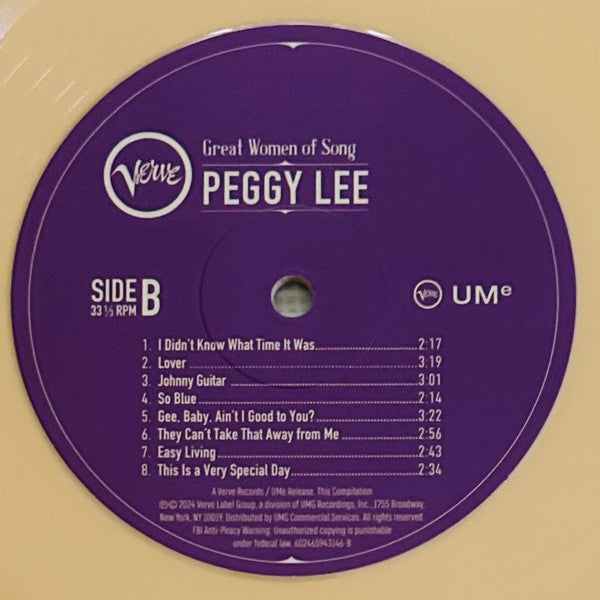 Great Women of Song
Verve
PEGGY LEE
SIDE B
33 ⅓ RPM
Verve UMe
1. I Didn't Know What Time It Was 2:17
2. Lover 3:19
3. Johnny Guitar 3:01
4. So Blue 2:14
5. Gee, Baby, Ain't I Good to You? 3:22
6. They Can't Take That Away from Me 2:56
7. Easy Living 2:43
8. This Is a Very Special Day 2:34
A Verve Records / UMe Release. This Compilation
℗© 2024 Verve Label Group, a division of UMG Recordings, Inc., 1755 Broadway,
New York, NY 10019. Distributed by UMG Commercial Services. All rights reserved.
FBI Anti-Piracy Warning: Unauthorized copying is punishable
under federal law. 602465943146-B